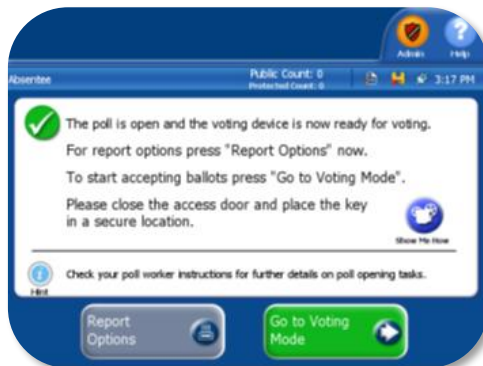 Admin
Help
Absentee
Public Count: 0
Protected Count: 0
3:17 PM
The poll is open and the voting device is now ready for voting.
For report options press "Report Options" now.
To start accepting ballots press "Go to Voting Mode".
Please close the access door and place the key
in a secure location.
Show Me How
Hint
Check your poll worker instructions for further details on poll opening tasks.
Report
Options
Go to Voting
Mode